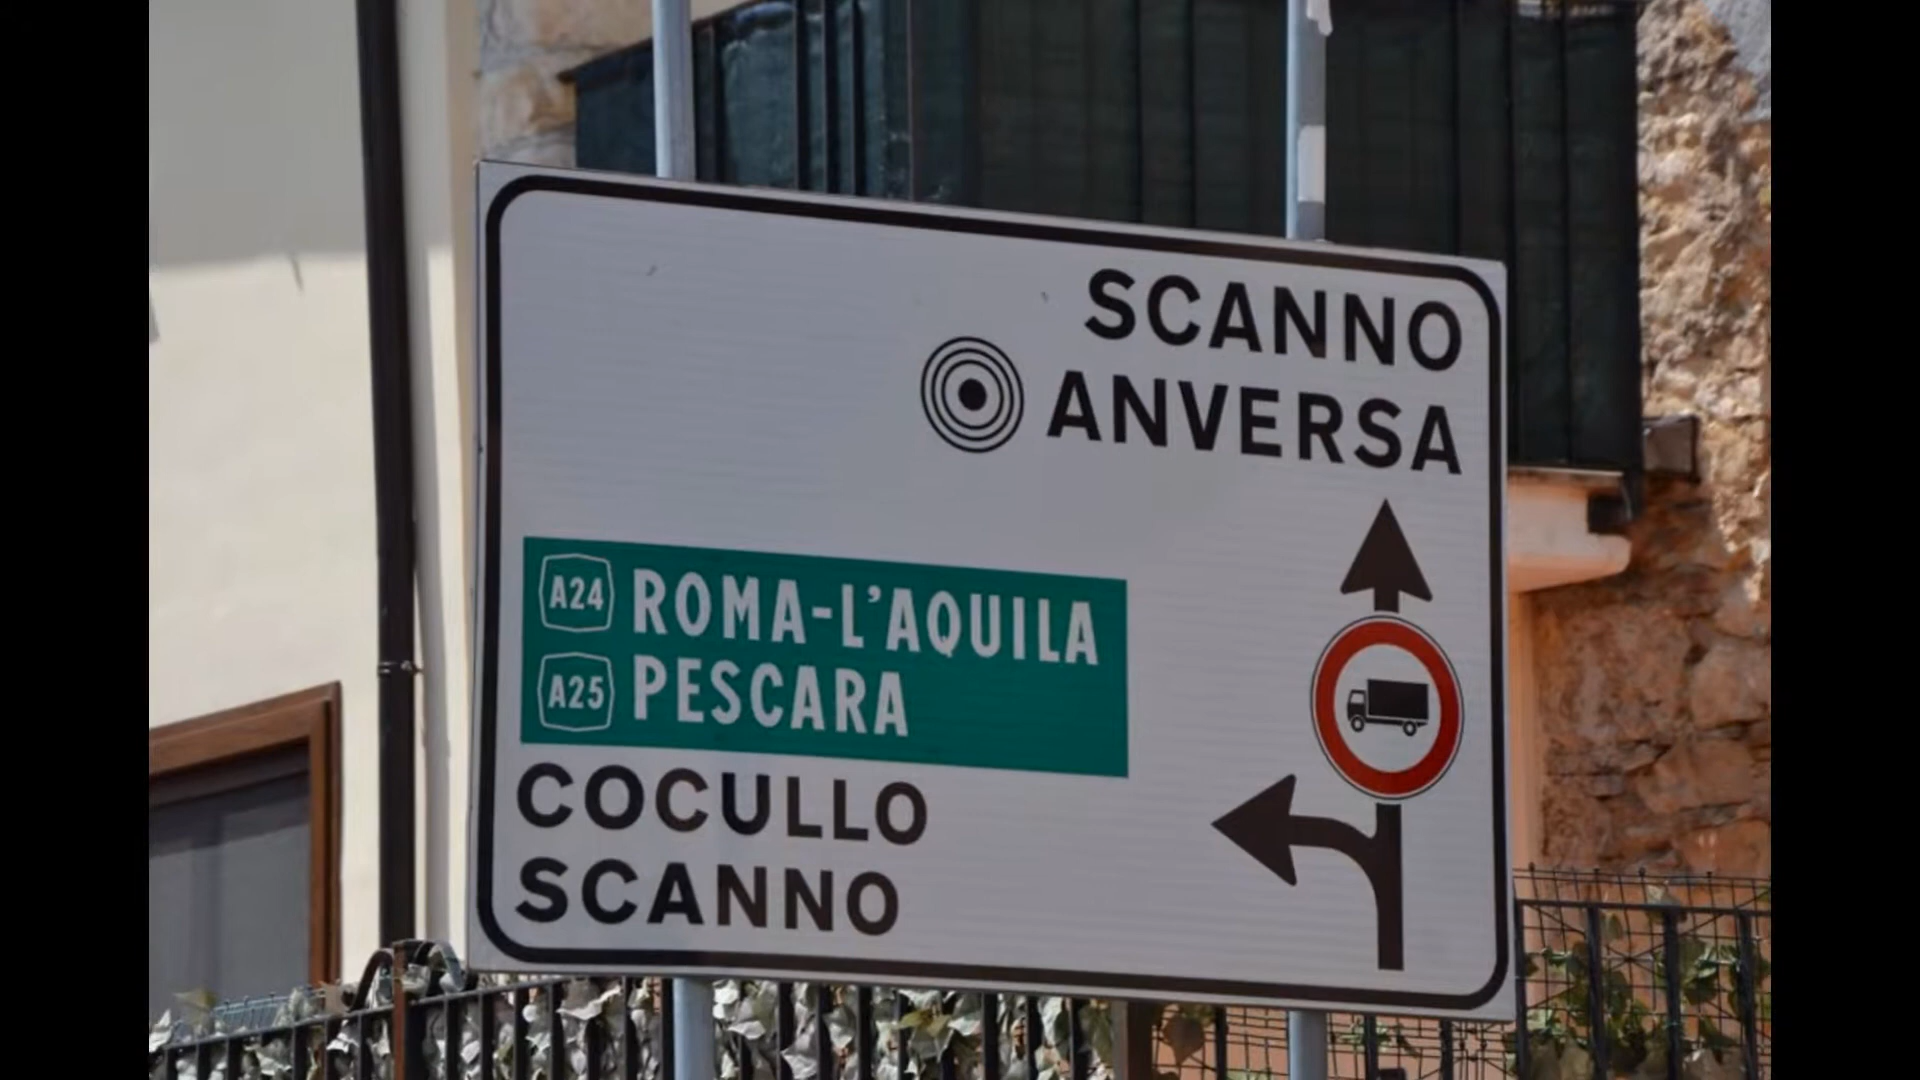 SCANNO
ANVERSA
A24 ROMA-L'AQUILA
A25 PESCARA
COCULLO
SCANNO